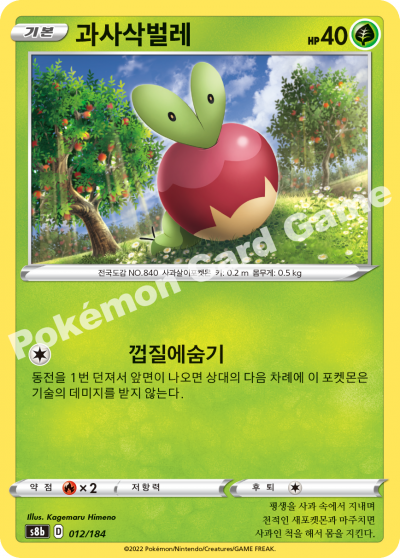 기본 과사삭벌레 HP 40
전국도감 NO.840 사과살이포켓몬 키: 0.2 m 몸무게: 0.5 kg
Pokémon Card Game
껍질에숨기
동전을 1번 던져서 앞면이 나오면 상대의 다음 차례에 이 포켓몬은
기술의 데미지를 받지 않는다.
약점 ×2 저항력 후퇴
Illus. Kagemaru Himeno
s8b D 012/184
평생을 사과 속에서 지내며
천적인 새포켓몬과 마주치면
사과인 척을 해서 몸을 지킨다.
©2022 Pokémon/Nintendo/Creatures/GAME FREAK.